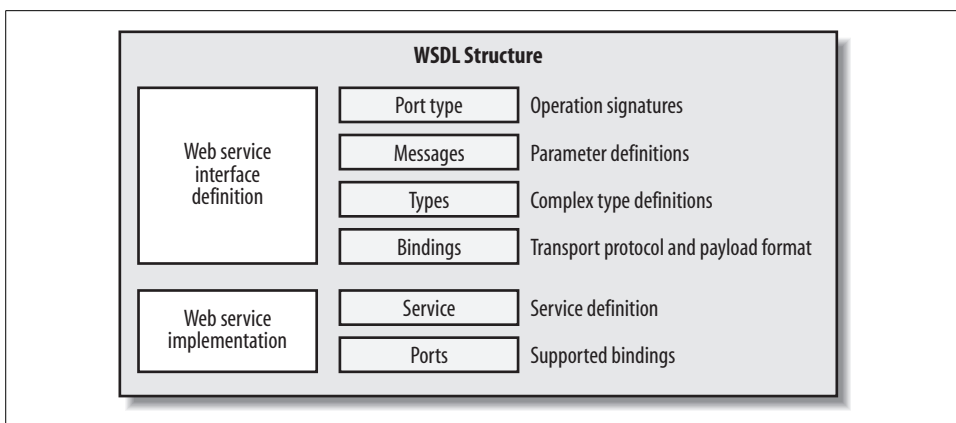 WSDL Structure
Web service
interface
definition
Port type Operation signatures
Messages Parameter definitions
Types Complex type definitions
Bindings Transport protocol and payload format
Web service
implementation
Service Service definition
Ports Supported bindings